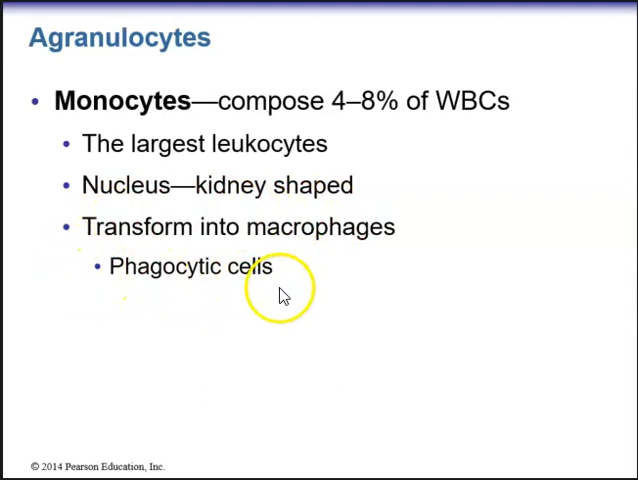 Agranulocytes
• Monocytes—compose 4–8% of WBCs
• The largest leukocytes
• Nucleus—kidney shaped
• Transform into macrophages
• Phagocytic cells
© 2014 Pearson Education, Inc.